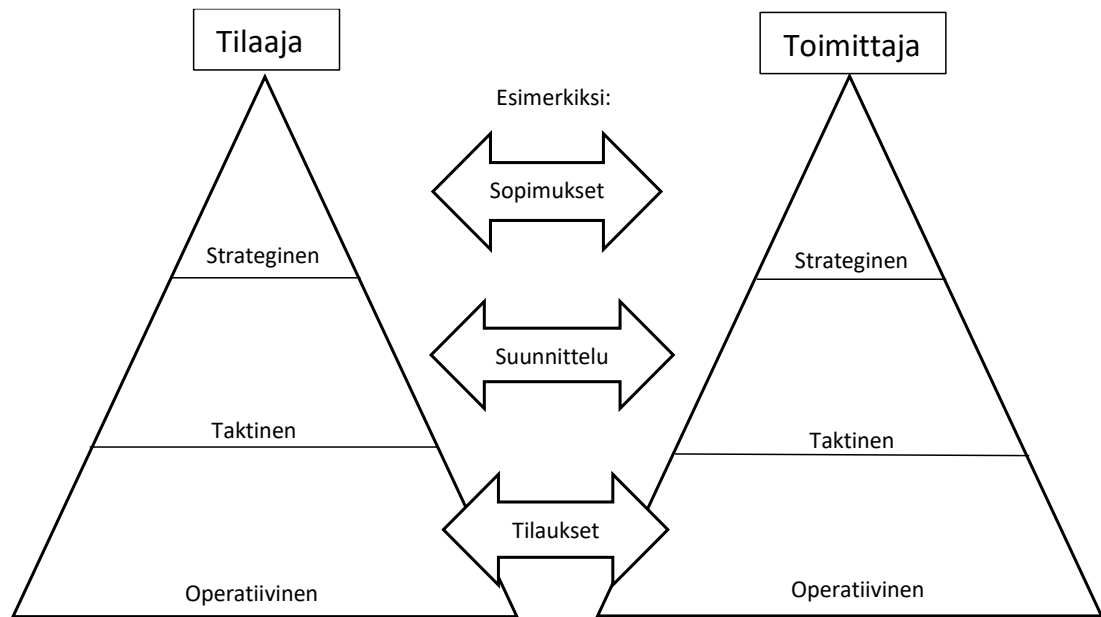 Tilaaja
Toimittaja
Esimerkiksi:
Sopimukset
Strateginen
Strateginen
Suunnittelu
Taktinen
Taktinen
Tilaukset
Operatiivinen
Operatiivinen